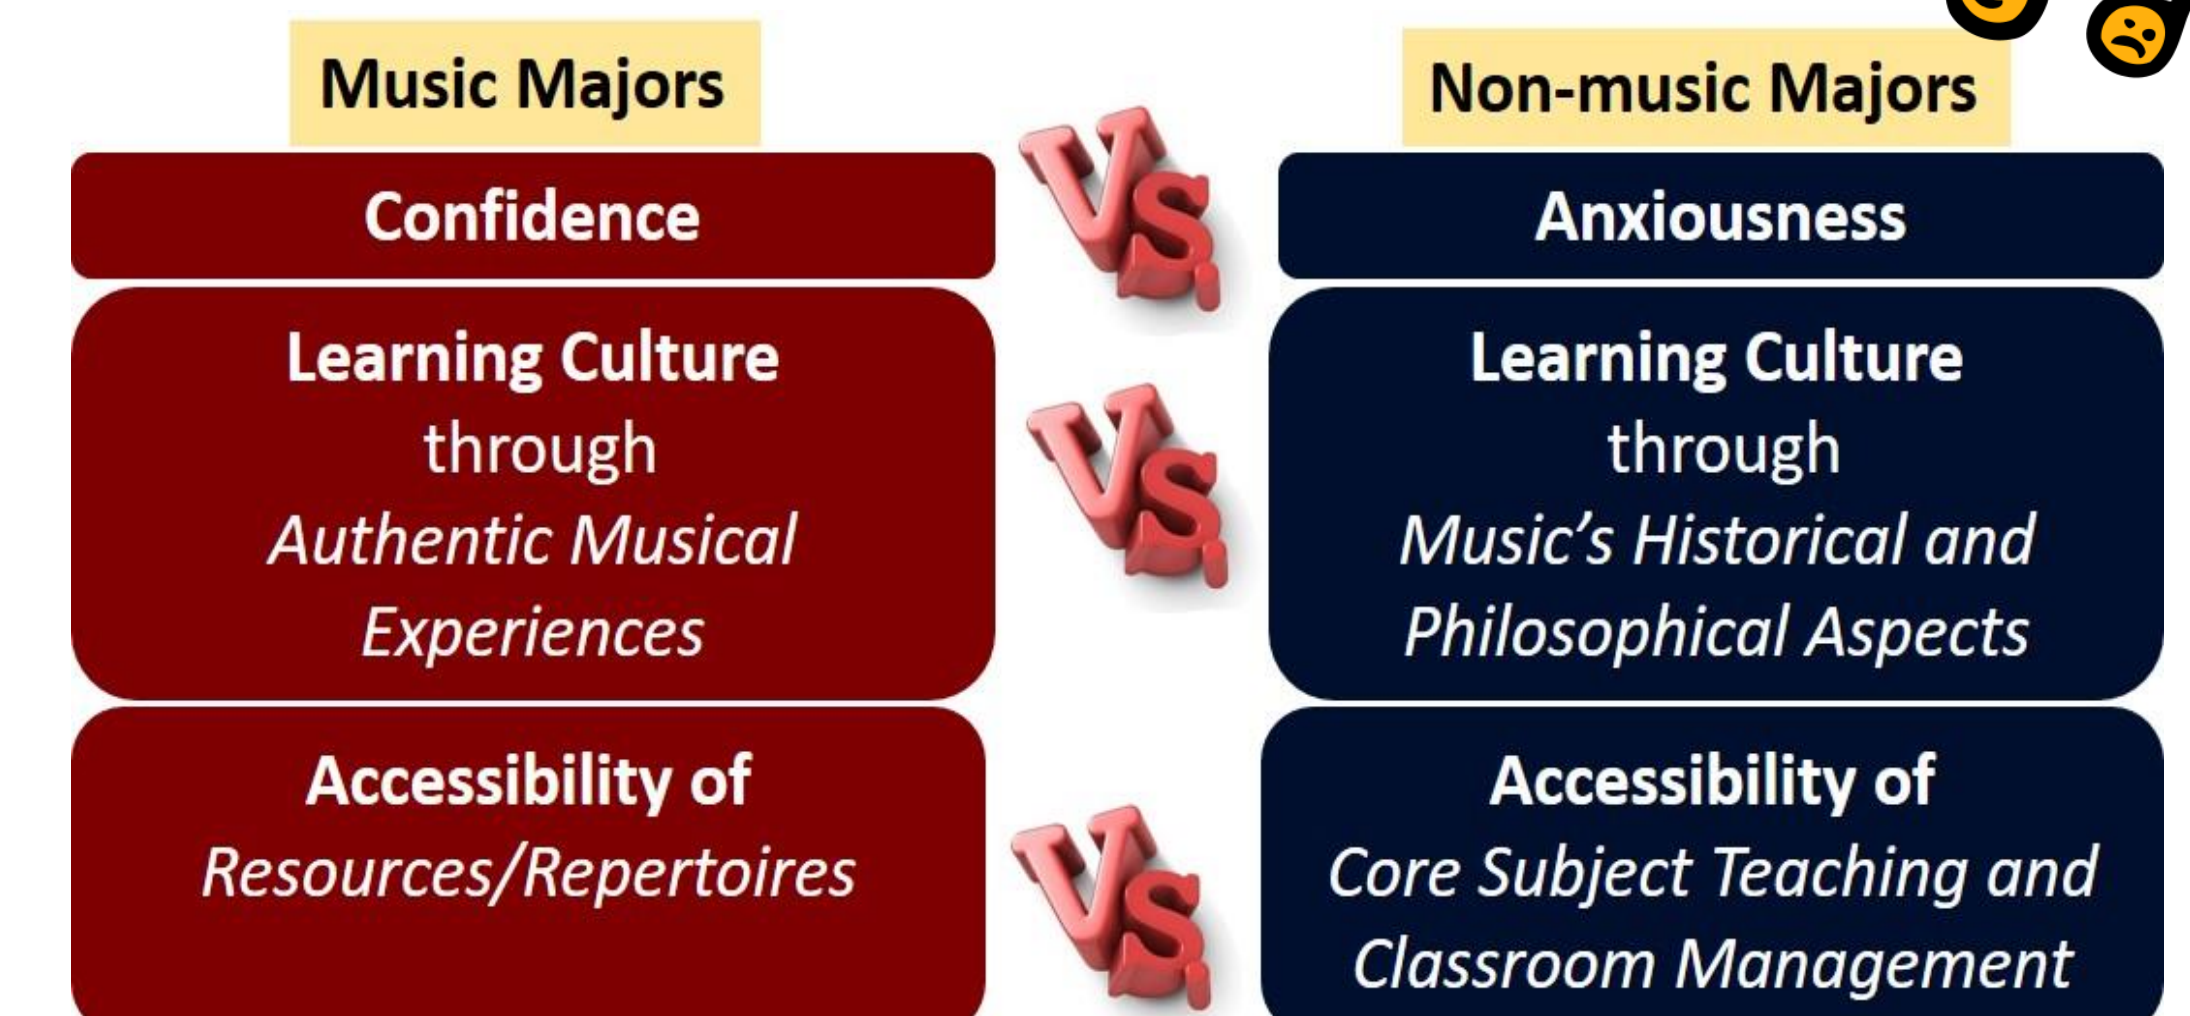 Music Majors
Non-music Majors
Confidence
Vs.
Anxiousness
Learning Culture
through
Authentic Musical
Experiences
Vs.
Learning Culture
through
Music’s Historical and
Philosophical Aspects
Accessibility of
Resources/Repertoires
Vs.
Accessibility of
Core Subject Teaching and
Classroom Management